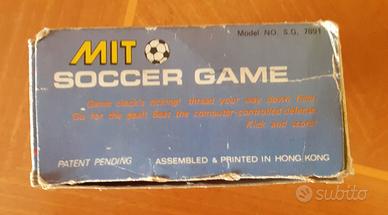 Model NO. S.G. 7891
MIT
SOCCER GAME
Game clock's ticking! thread your way down field,
Go for the goal! Beat the computer-controlled defense,
Kick and score!
PATENT PENDING
ASSEMBLED & PRINTED IN HONG KONG
subito